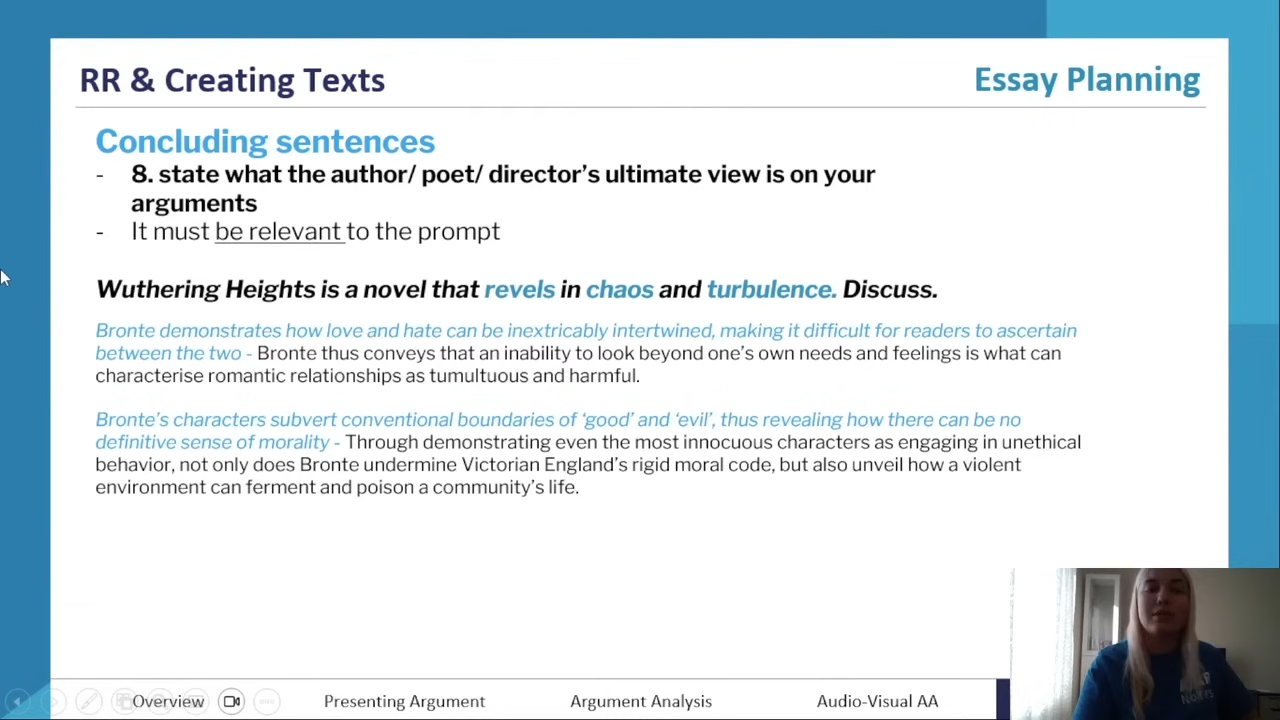 RR & Creating Texts
Essay Planning
Concluding sentences
- 8. state what the author/ poet/ director's ultimate view is on your
arguments
- It must be relevant to the prompt
Wuthering Heights is a novel that revels in chaos and turbulence. Discuss.
Bronte demonstrates how love and hate can be inextricably intertwined, making it difficult for readers to ascertain
between the two - Bronte thus conveys that an inability to look beyond one's own needs and feelings is what can
characterise romantic relationships as tumultuous and harmful.
Bronte's characters subvert conventional boundaries of 'good' and 'evil', thus revealing how there can be no
definitive sense of morality - Through demonstrating even the most innocuous characters as engaging in unethical
behavior, not only does Bronte undermine Victorian England's rigid moral code, but also unveil how a violent
environment can ferment and poison a community's life.
Overview
Presenting Argument
Argument Analysis
Audio-Visual AA